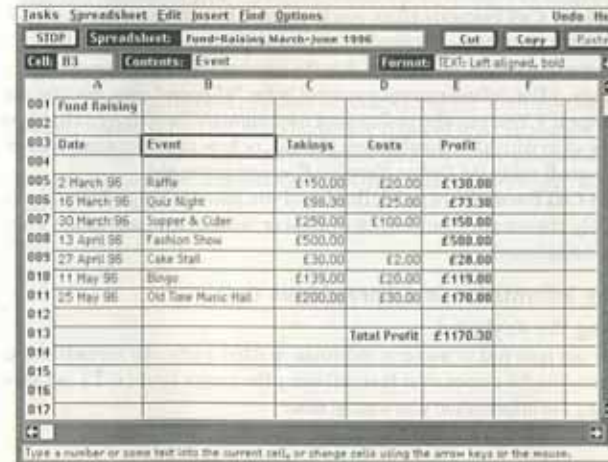 Tasks Spreadsheet Edit Insert Find Options Undo
STOP Spreadsheet: Fund-Raising March-June 1996 Cut Copy Paste
Cell: B3 Contents: Event Format: TEXT: Left aligned, bold
A B C D E F
001 Fund Raising
002
003 Date Event Takings Costs Profit
004
005 2 March 96 Raffle £150.00 £20.00 £130.00
006 16 March 96 Quiz Night £98.30 £25.00 £73.30
007 30 March 96 Supper & Cider £250.00 £100.00 £150.00
008 13 April 96 Fashion Show £500.00 £500.00
009 27 April 96 Cake Stall £30.00 £2.00 £28.00
010 11 May 96 Bingo £139.00 £20.00 £119.00
011 25 May 96 Old Time Music Hall £200.00 £30.00 £170.00
012
013 Total Profit £1170.30
014
015
016
017
Type a number or some text into the current cell, or change cells using the arrow keys or the mouse.